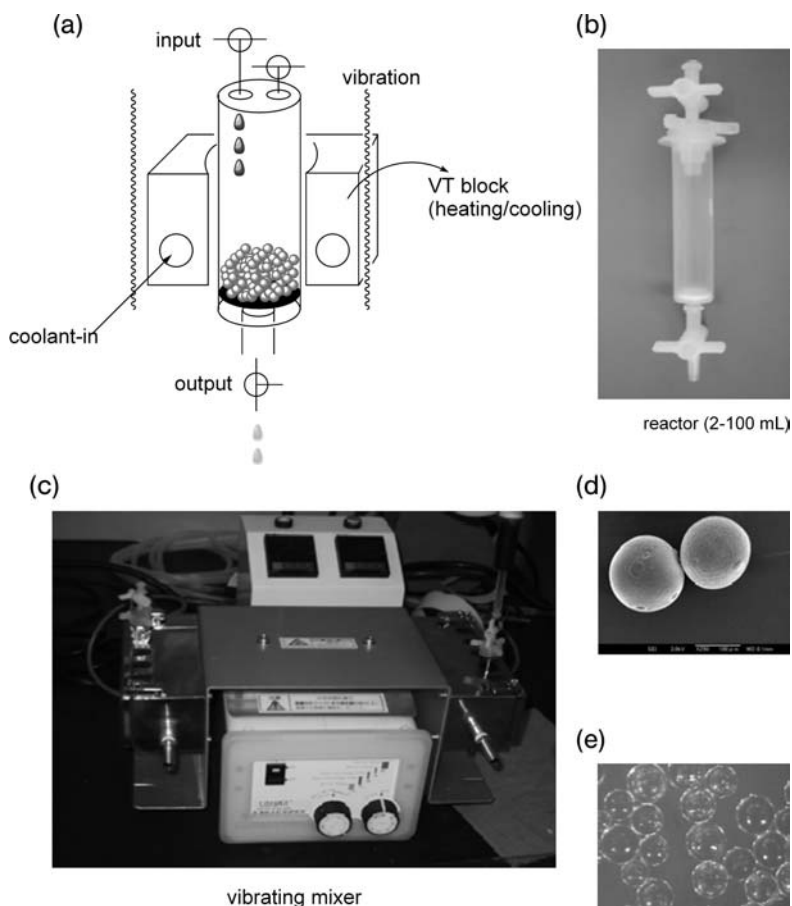 (a)
input
vibration
VT block
(heating/cooling)
coolant-in
output
(b)
reactor (2-100 mL)
(c)
vibrating mixer
(d)
(e)